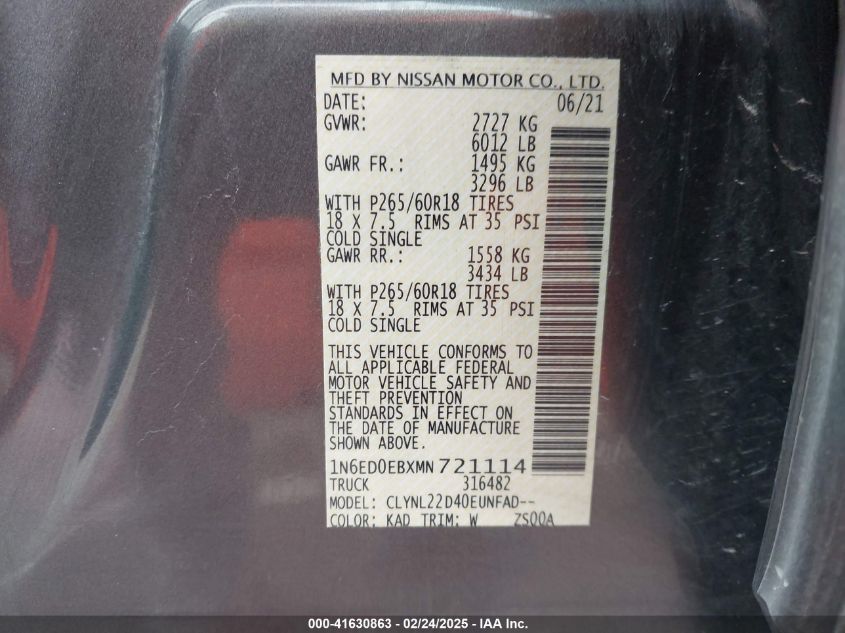 MFD BY NISSAN MOTOR CO., LTD.
DATE: 06/21
GVWR: 2727 KG
6012 LB
GAWR FR.: 1495 KG
3296 LB
WITH P265/60R18 TIRES
18 X 7.5 RIMS AT 35 PSI
COLD SINGLE
GAWR RR.: 1558 KG
3434 LB
WITH P265/60R18 TIRES
18 X 7.5 RIMS AT 35 PSI
COLD SINGLE
THIS VEHICLE CONFORMS TO
ALL APPLICABLE FEDERAL
MOTOR VEHICLE SAFETY AND
THEFT PREVENTION
STANDARDS IN EFFECT ON
THE DATE OF MANUFACTURE
SHOWN ABOVE.
1N6ED0EBXMN721114
TRUCK 316482
MODEL: CLYNL22D40EUNFAD--
COLOR: KAD TRIM: W ZS00A
000-41630863 - 02/24/2025 - IAA Inc.